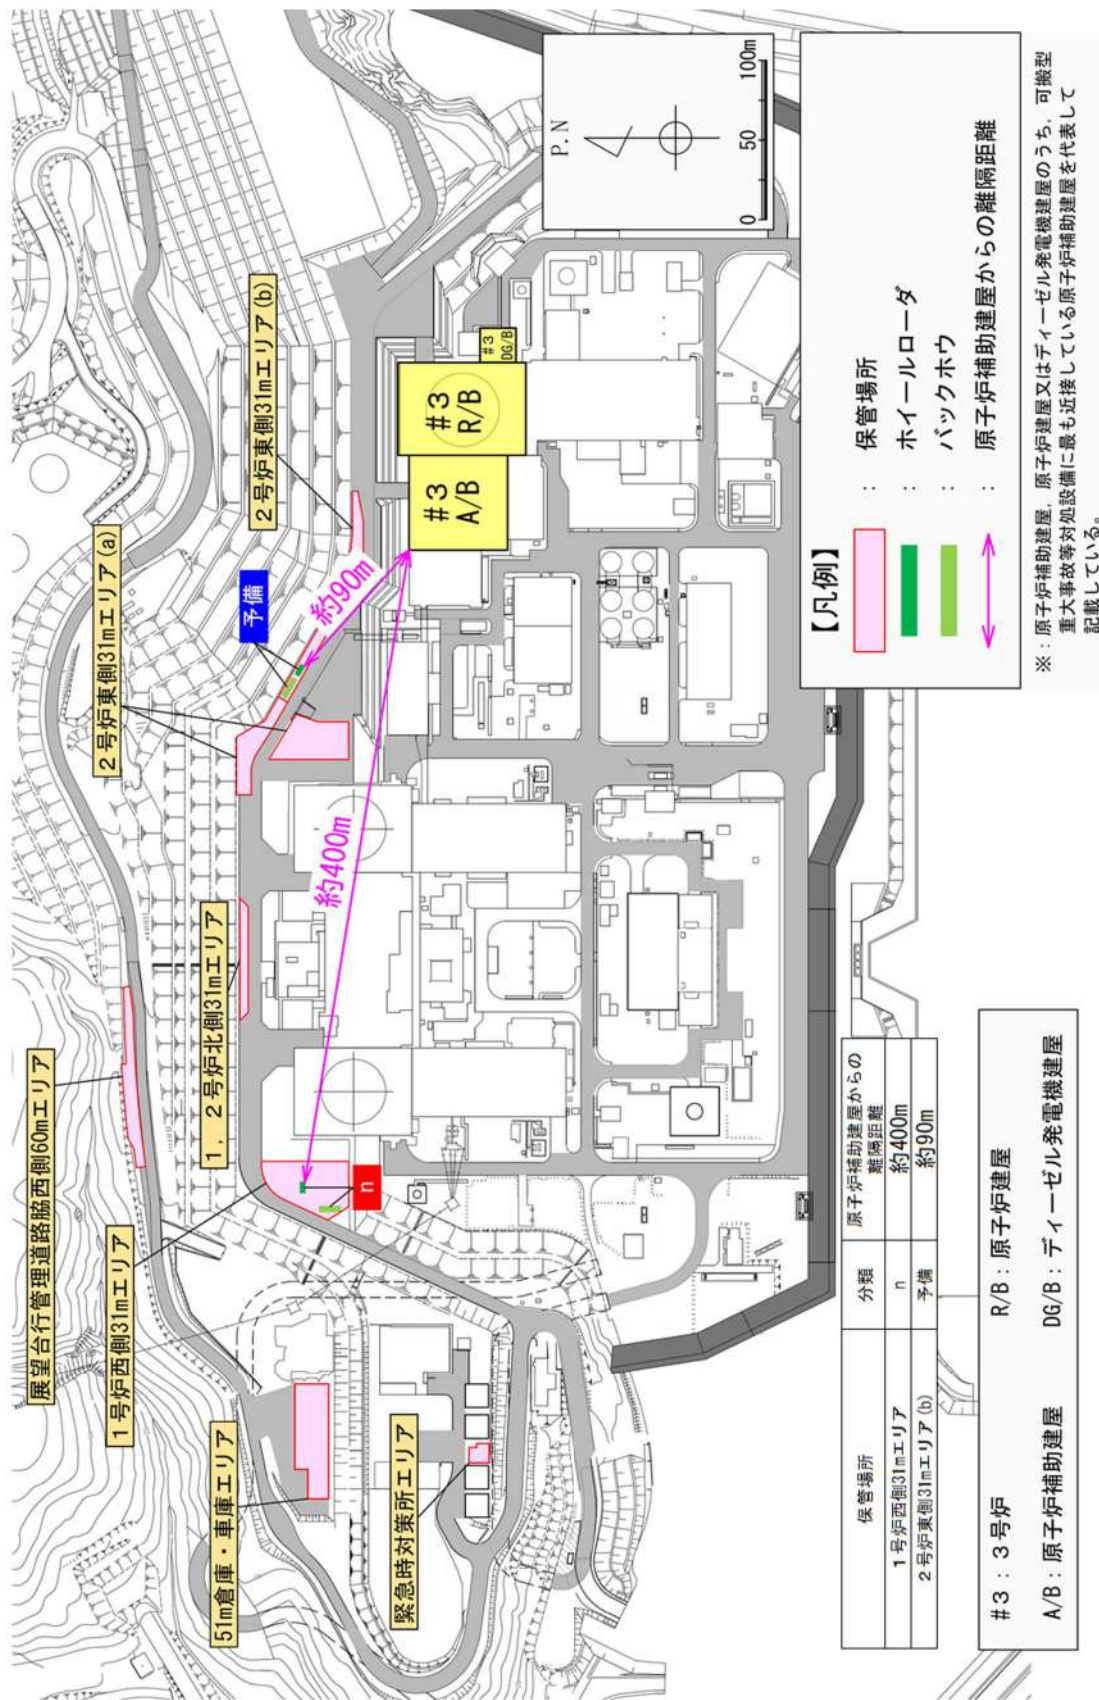 展望台行管理道路脇西側60mエリア
1号炉西側31mエリア
51m倉庫・車庫エリア
緊急時対策所エリア
1，2号炉北側31mエリア
2号炉東側31mエリア(a)
2号炉東側31mエリア(b)
予備
n
約90m
約400m
#3
A/B
#3
R/B
#3
DG/B
P.N
0 50 100m
【凡例】
： 保管場所
： ホイールローダ
： バックホウ
： 原子炉補助建屋からの離隔距離
※：原子炉補助建屋，原子炉建屋又はディーゼル発電機建屋のうち，可搬型
重大事故等対処設備に最も近接している原子炉補助建屋を代表して
記載している。
保管場所 分類 原子炉補助建屋からの
離隔距離
1号炉西側31mエリア n 約400m
2号炉東側31mエリア(b) 予備 約90m
#3：3号炉 R/B：原子炉建屋
A/B：原子炉補助建屋 DG/B：ディーゼル発電機建屋